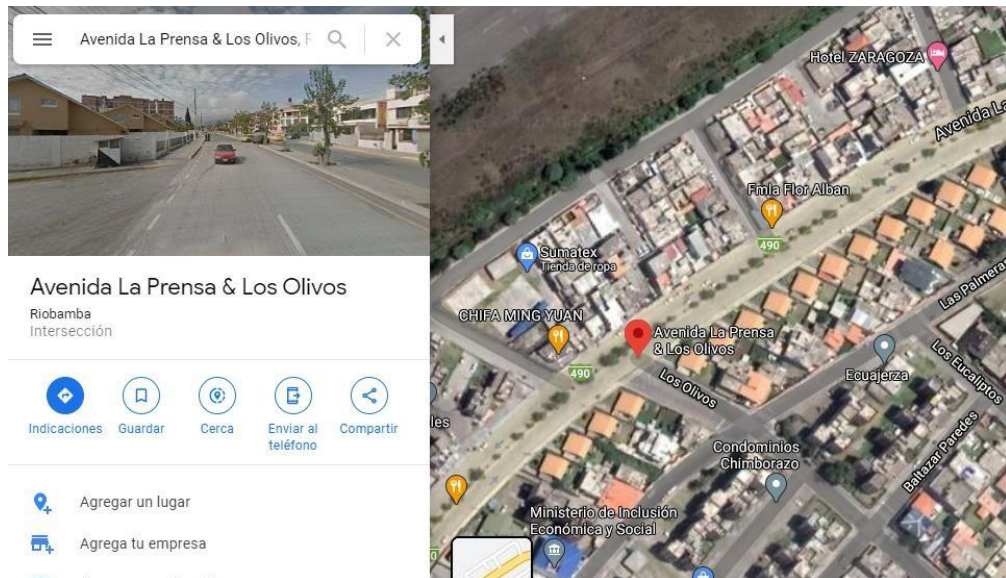 Avenida La Prensa & Los Olivos,
Avenida La Prensa & Los Olivos
Riobamba
Intersección
Indicaciones
Guardar
Cerca
Enviar al
teléfono
Compartir
Agregar un lugar
Agrega tu empresa
Hotel ZARAGOZA
Avenida La
Fmla Flor Alban
490
Sumatex
Tienda de ropa
Las Palmeras
CHIFA MING YUAN
Avenida La Prensa
& Los Olivos
490
Los Olivos
Ecuajerza
Los Eucaliptos
les
Condominios
Chimborazo
Baltazar Paredes
Ministerio de Inclusión
Económica y Social
0